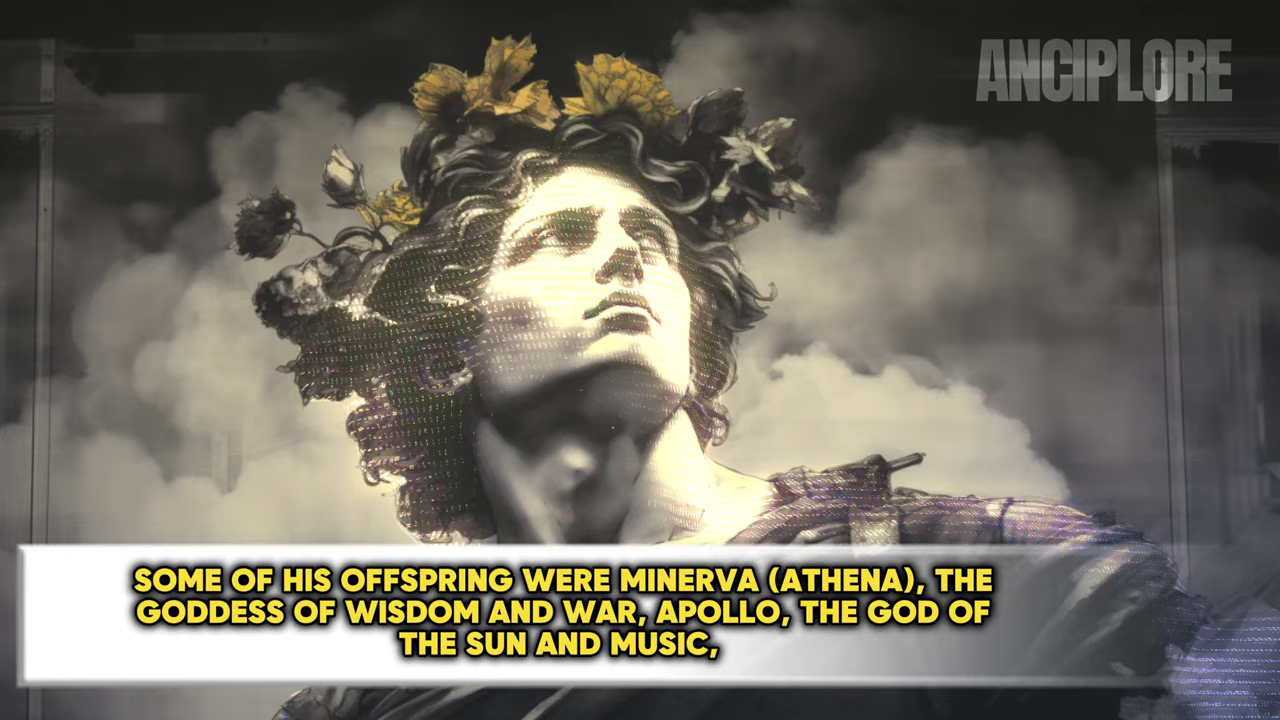 ANCIPLORE
SOME OF HIS OFFSPRING WERE MINERVA (ATHENA), THE
GODDESS OF WISDOM AND WAR, APOLLO, THE GOD OF
THE SUN AND MUSIC,